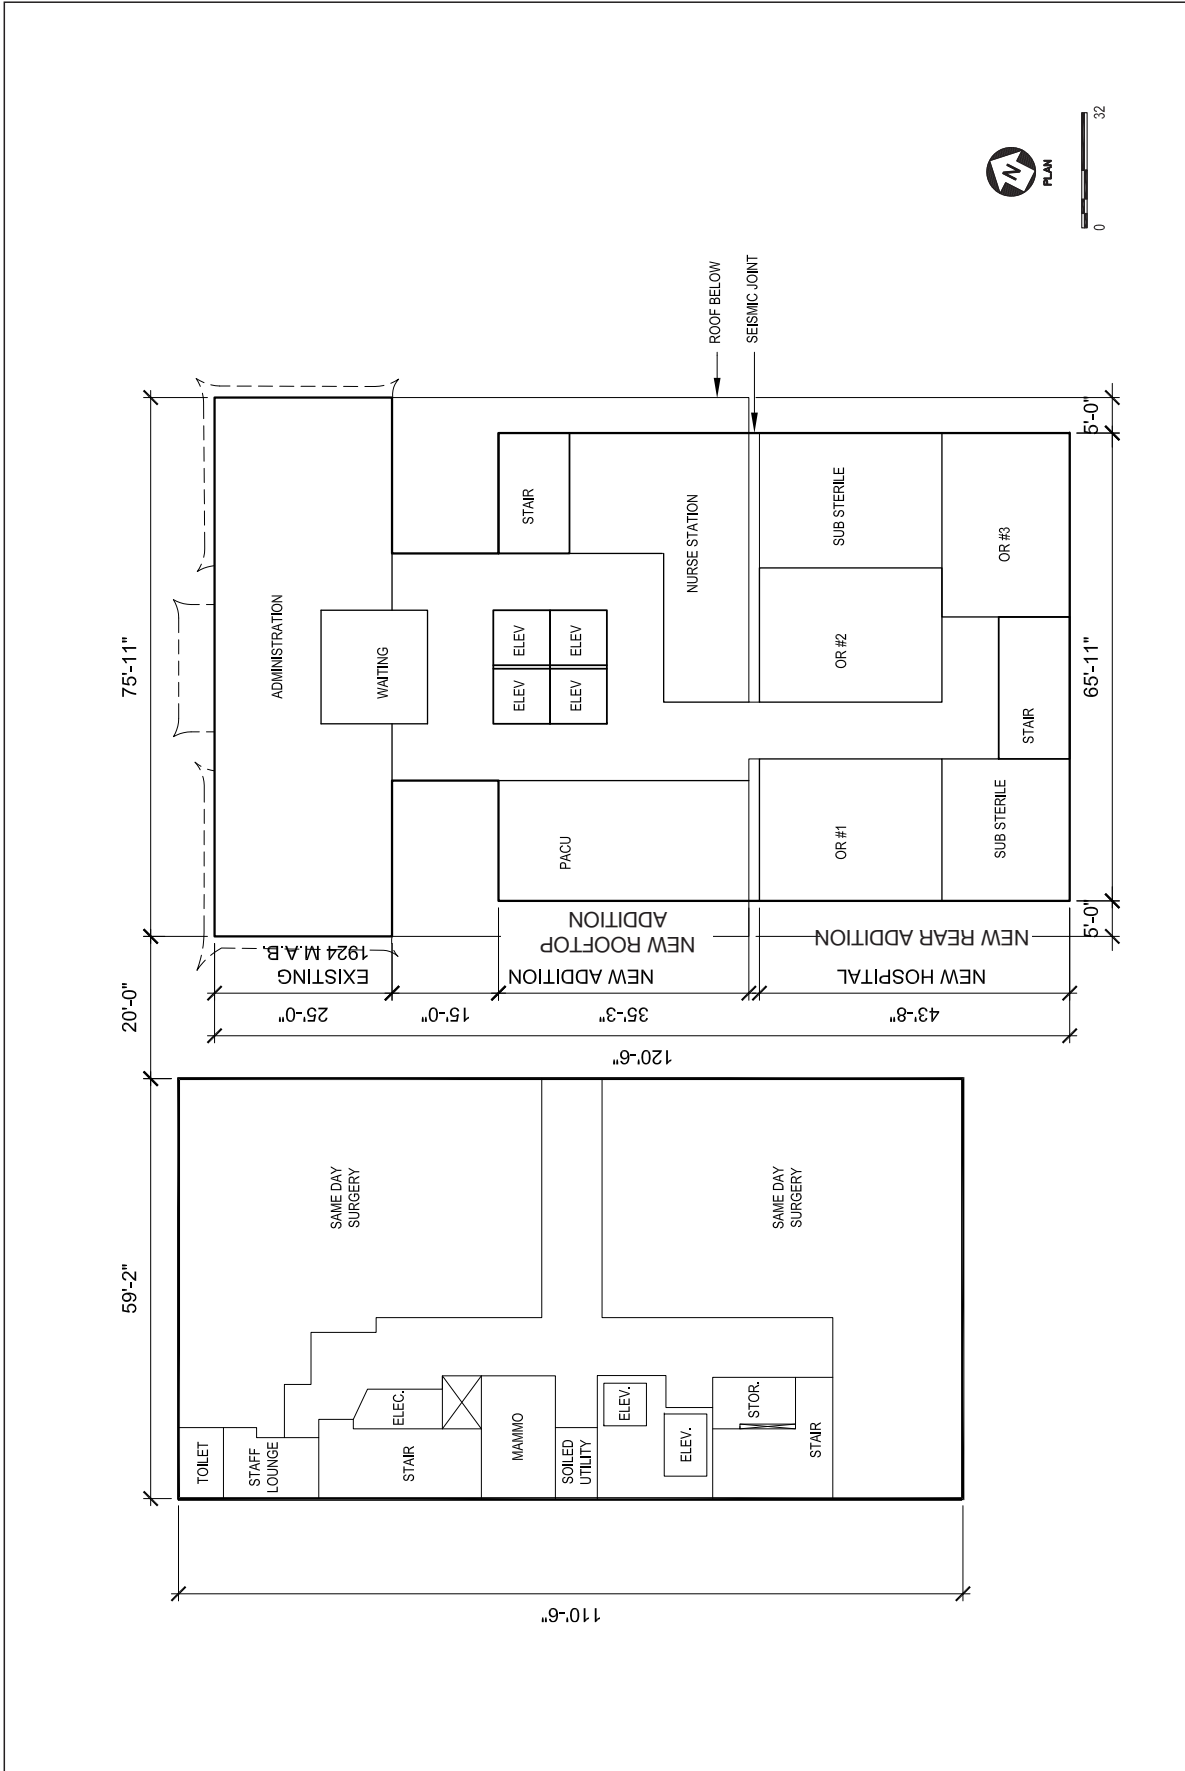 75'-11"
20'-0"
59'-2"
ADMINISTRATION
WAITING
STAIR
ELEV
ELEV
ELEV
ELEV
NURSE STATION
PACU
SUB STERILE
OR #2
OR #1
OR #3
STAIR
SUB STERILE
ROOF BELOW
SEISMIC JOINT
N
PLAN
0
32
5'-0"
65'-11"
5'-0"
EXISTING
1924 M.A.B.
NEW ADDITION
NEW ROOFTOP
ADDITION
NEW HOSPITAL
NEW REAR ADDITION
25'-0"
15'-0"
35'-3"
43'-8"
120'-6"
SAME DAY
SURGERY
SAME DAY
SURGERY
TOILET
STAFF
LOUNGE
STAIR
ELEC.
MAMMO
SOILED
UTILITY
ELEV.
ELEV.
STOR.
STAIR
110'-6"